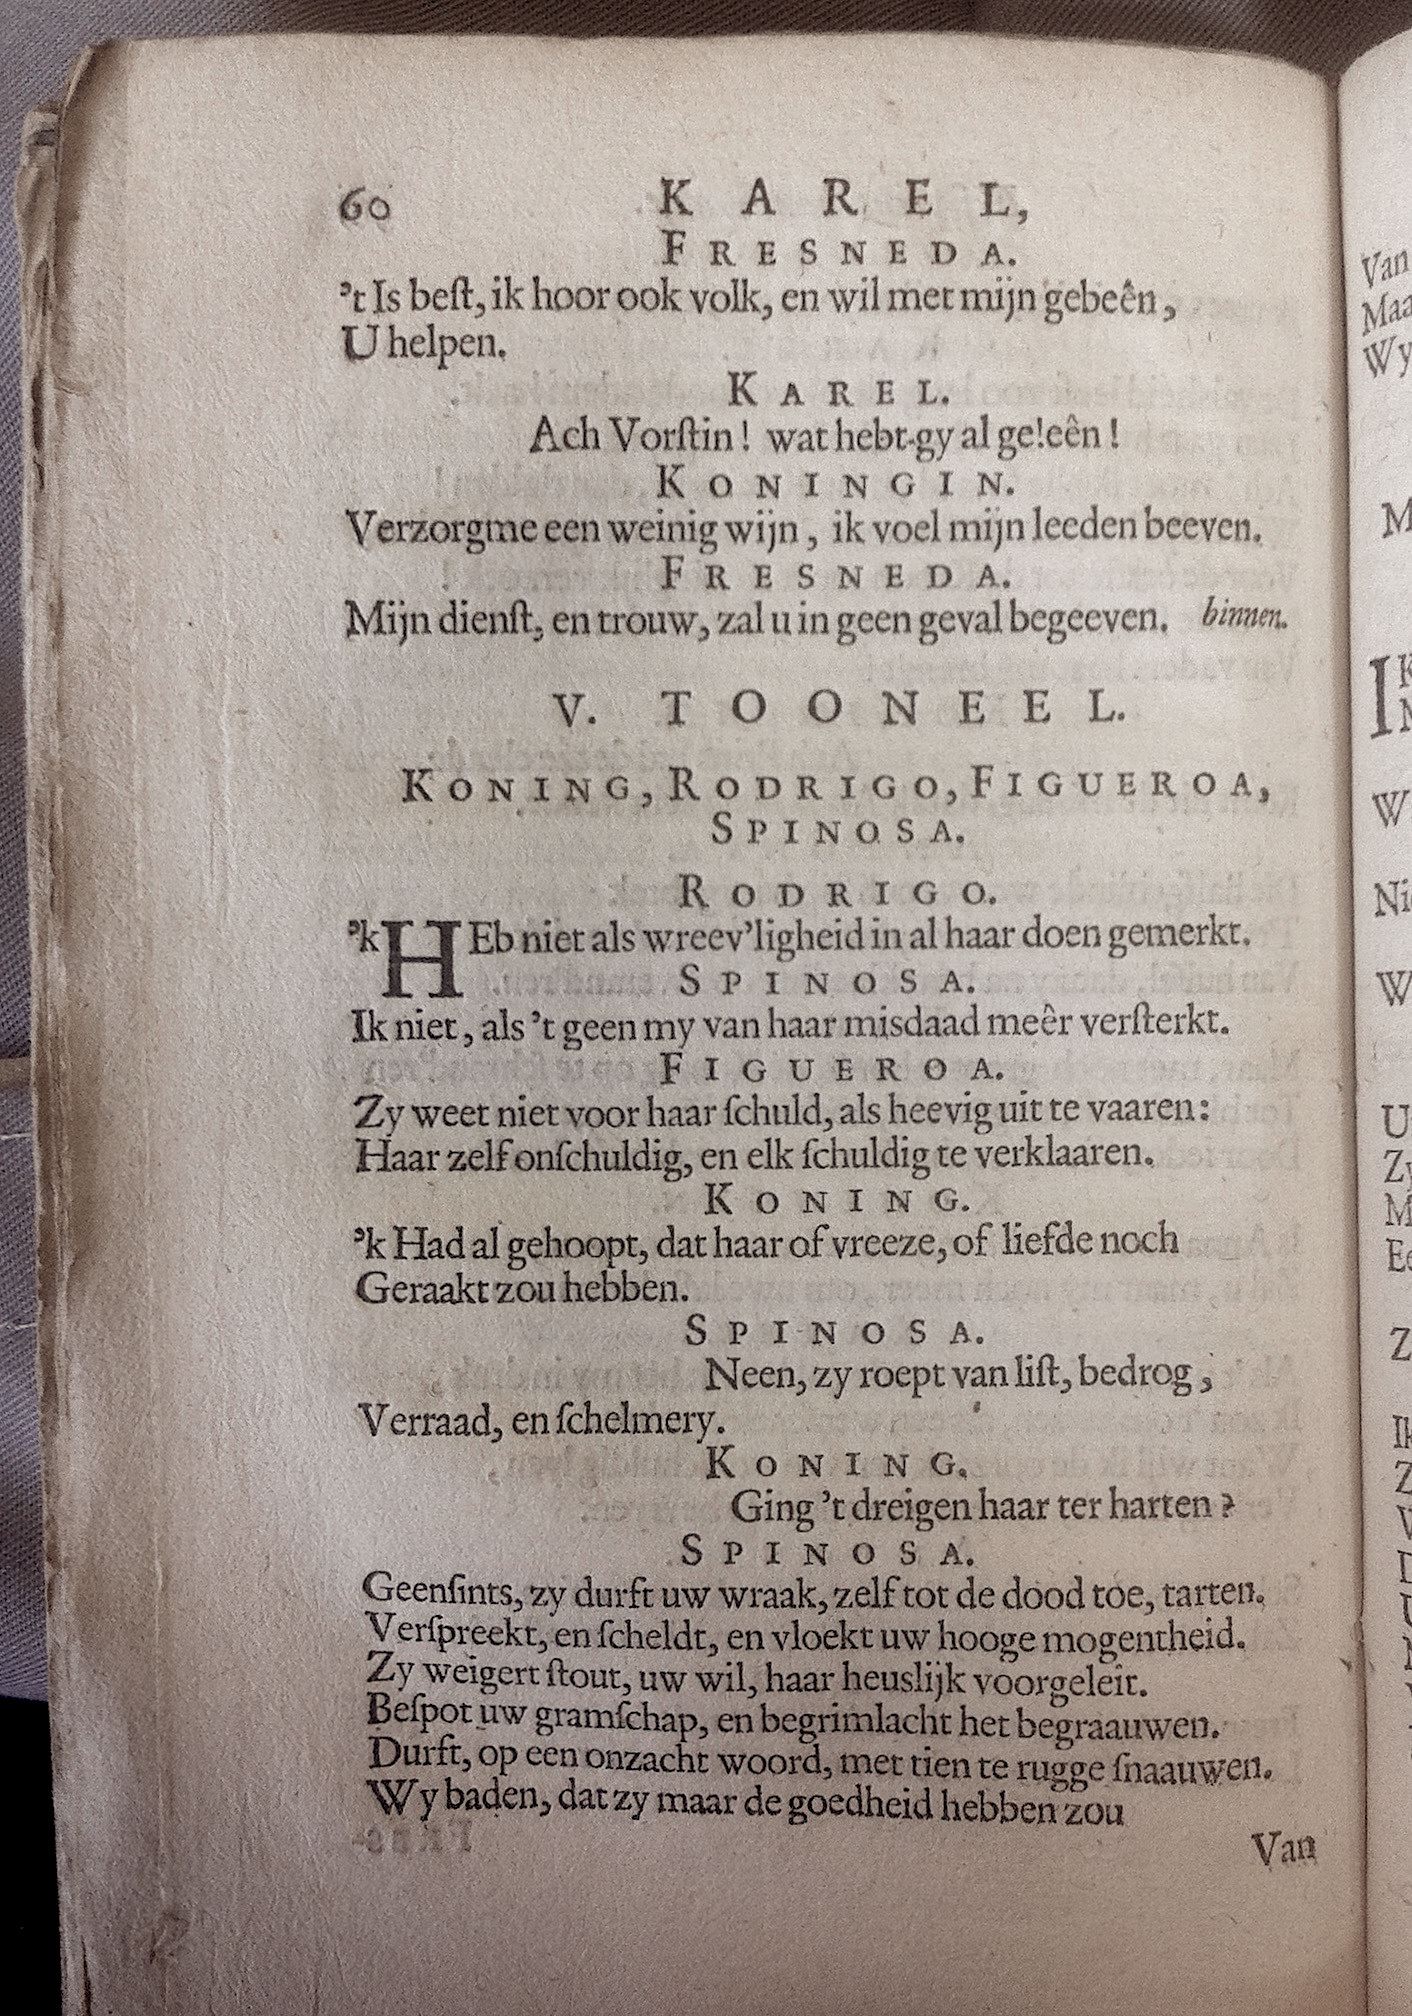 60 KAREL,
FRESNEDA.
’t Is beſt, ik hoor ook volk, en wil met mijn gebeên,
U helpen.
KAREL.
Ach Vorſtin! wat hebt-gy al geleên!
KONINGIN.
Verzorgme een weinig wijn, ik voel mijn leeden beeven.
FRESNEDA.
Mijn dienſt, en trouw, zal u in geen geval begeeven. binnen.
V. TOONEEL.
KONING, RODRIGO, FIGUEROA,
SPINOSA.
RODRIGO.
’k HEb niet als wreev’ligheid in al haar doen gemerkt.
SPINOSA.
Ik niet, als ’t geen my van haar misdaad meêr verſterkt.
FIGUEROA.
Zy weet niet voor haar ſchuld, als heevig uit te vaaren:
Haar zelf onſchuldig, en elk ſchuldig te verklaaren.
KONING.
’k Had al gehoopt, dat haar of vreeze, of liefde noch
Geraakt zou hebben.
SPINOSA.
Neen, zy roept van liſt, bedrog,
Verraad, en ſchelmery.
KONING.
Ging ’t dreigen haar ter harten?
SPINOSA.
Geenſints, zy durft uw wraak, zelf tot de dood toe, tarten.
Verſpreekt, en ſcheldt, en vloekt uw hooge mogentheid.
Zy weigert ſtout, uw wil, haar heuslijk voorgeleit.
Beſpot uw gramſchap, en begrimlacht het begraauwen.
Durft, op een onzacht woord, met tien te rugge ſnaauwen.
Wy baden, dat zy maar de goedheid hebben zou
Van
Van
Maa
Wy
M
W
Ni
W
U
Zy
M
Ee
Z
Ik
Z